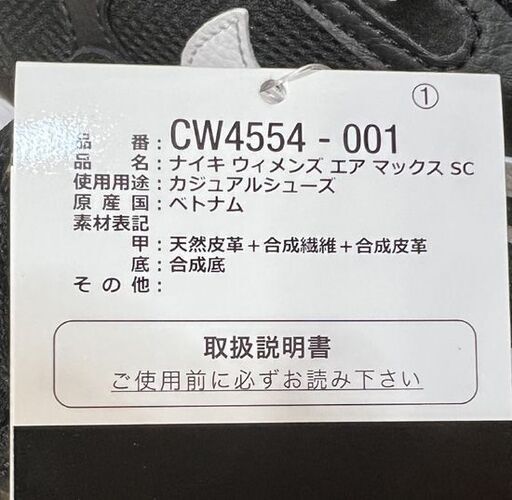 ①
品番：CW4554 - 001
品名：ナイキ ウィメンズ エア マックス SC
使用用途：カジュアルシューズ
原産国：ベトナム
素材表記
甲：天然皮革＋合成繊維＋合成皮革
底：合成底
その他：
取扱説明書
ご使用前に必ずお読み下さい